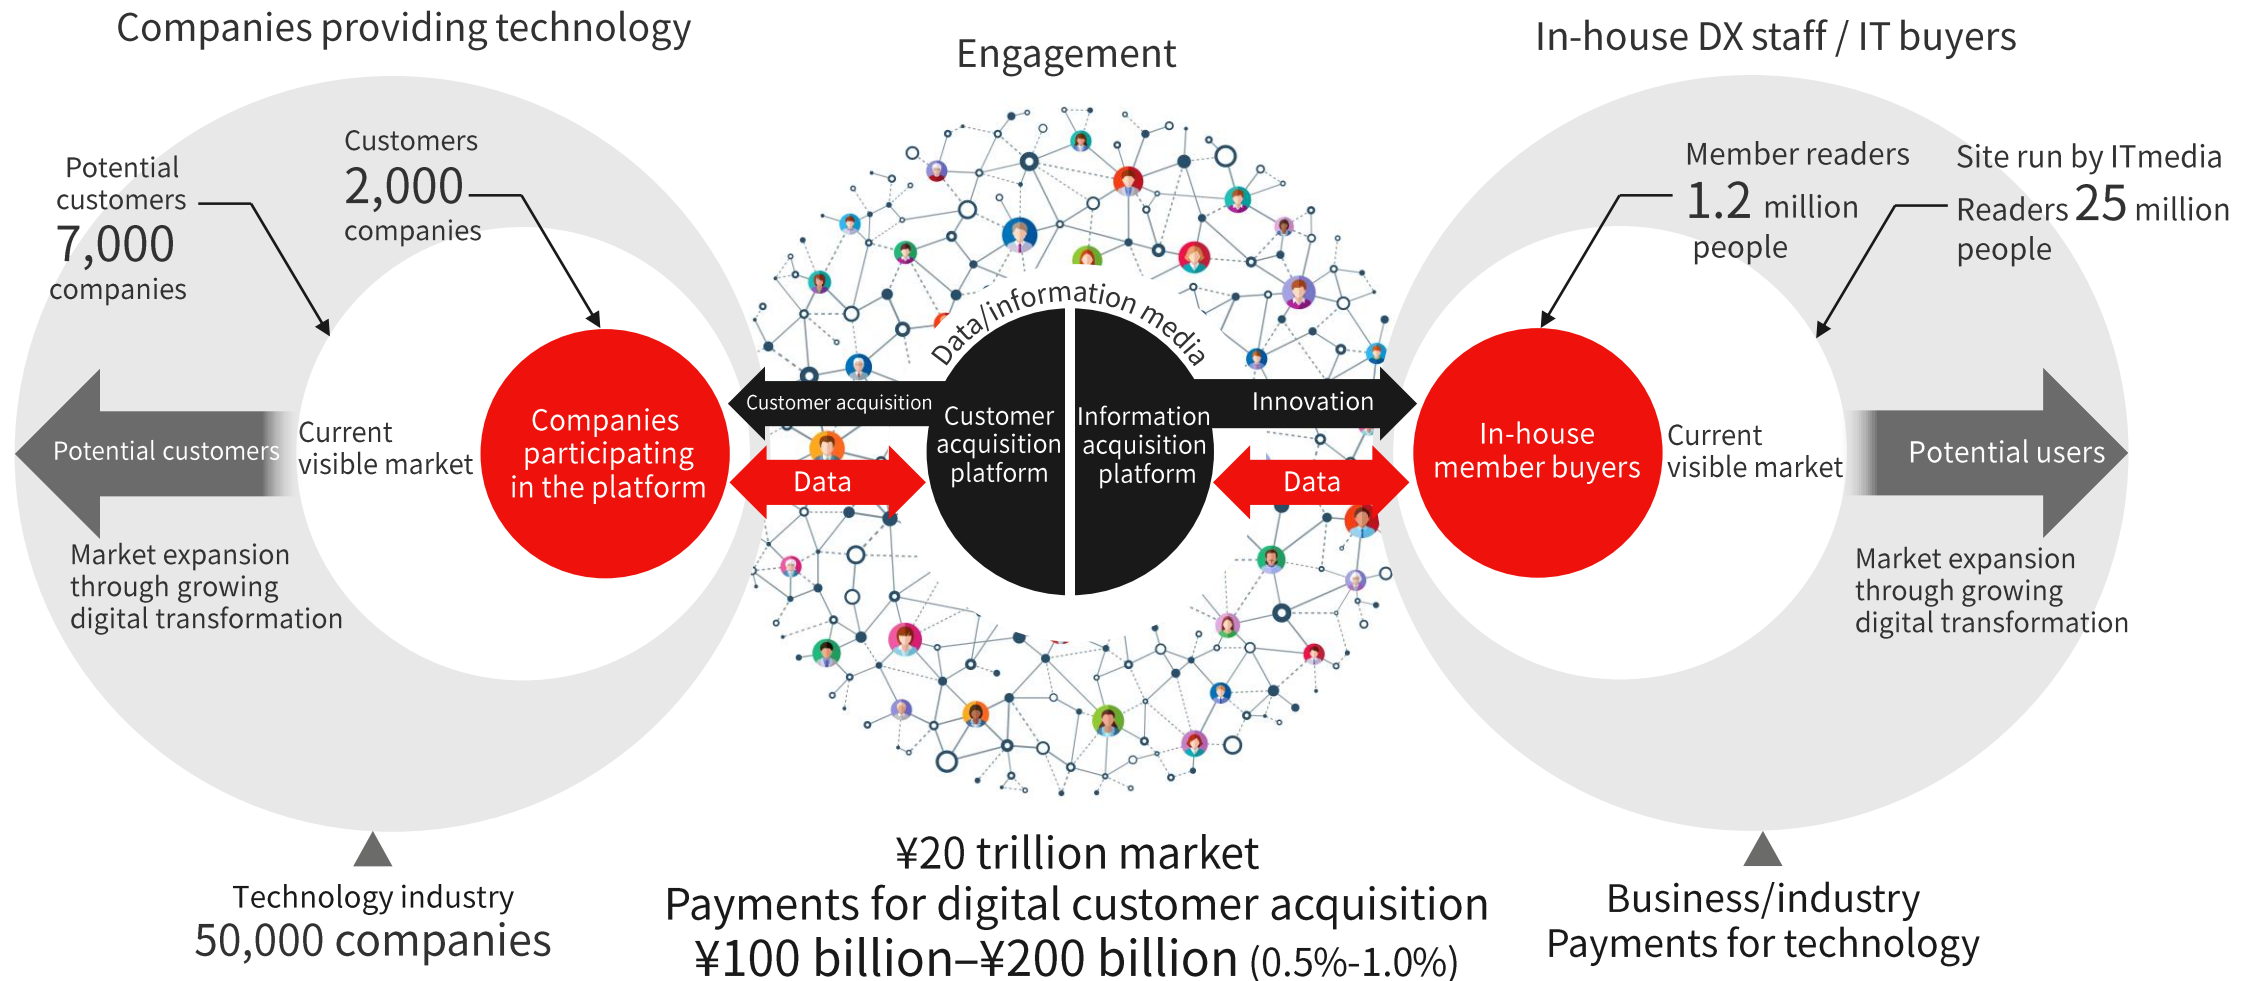 Companies providing technology
Engagement
In-house DX staff / IT buyers
Potential
customers
7,000
companies
Customers
2,000
companies
Member readers
1.2 million
people
Site run by ITmedia
Readers 25 million
people
Data/information media
Potential customers
Current
visible market
Companies
participating
in the platform
Customer acquisition
Data
Customer
acquisition
platform
Information
acquisition
platform
Innovation
Data
In-house
member buyers
Current
visible market
Potential users
Market expansion
through growing
digital transformation
Market expansion
through growing
digital transformation
Technology industry
50,000 companies
¥20 trillion market
Payments for digital customer acquisition
¥100 billion–¥200 billion (0.5%-1.0%)
Business/industry
Payments for technology